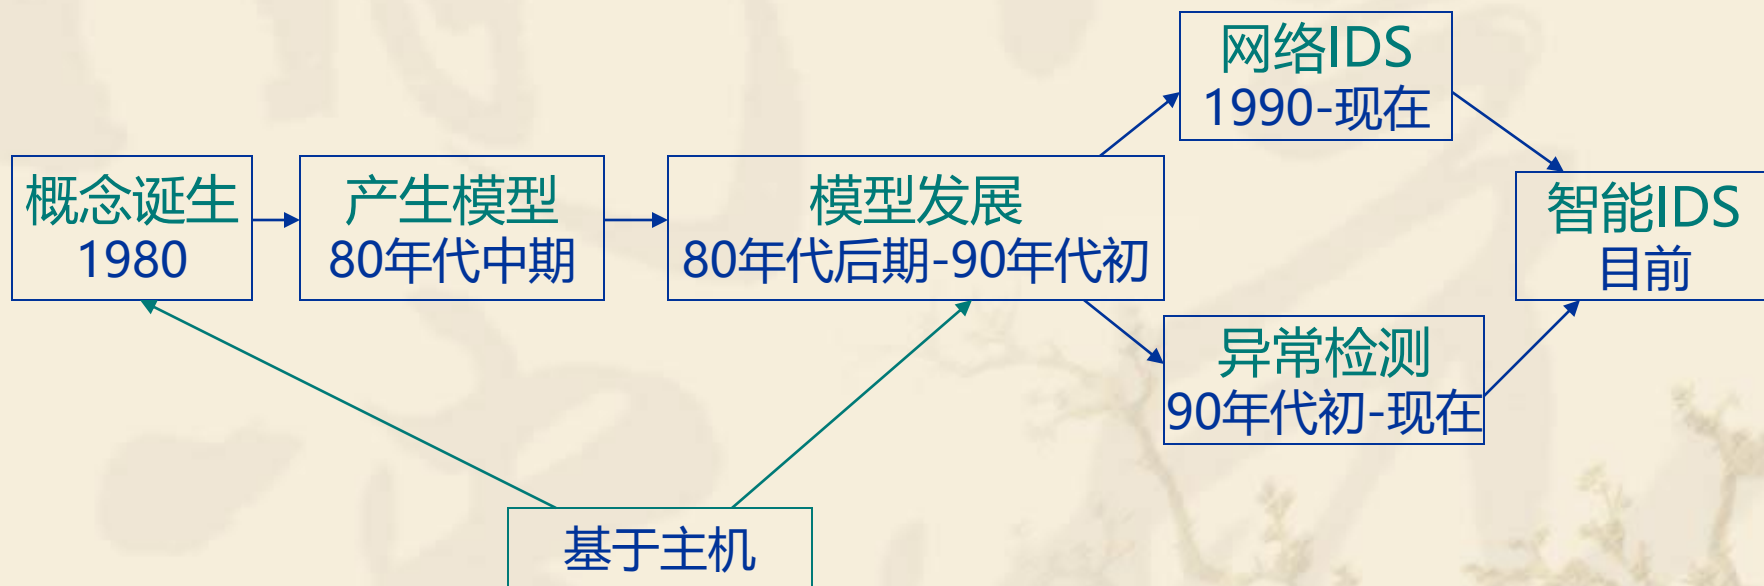 网络IDS
1990-现在
概念诞生
1980
产生模型
80年代中期
模型发展
80年代后期-90年代初
智能IDS
目前
异常检测
90年代初-现在
基于主机